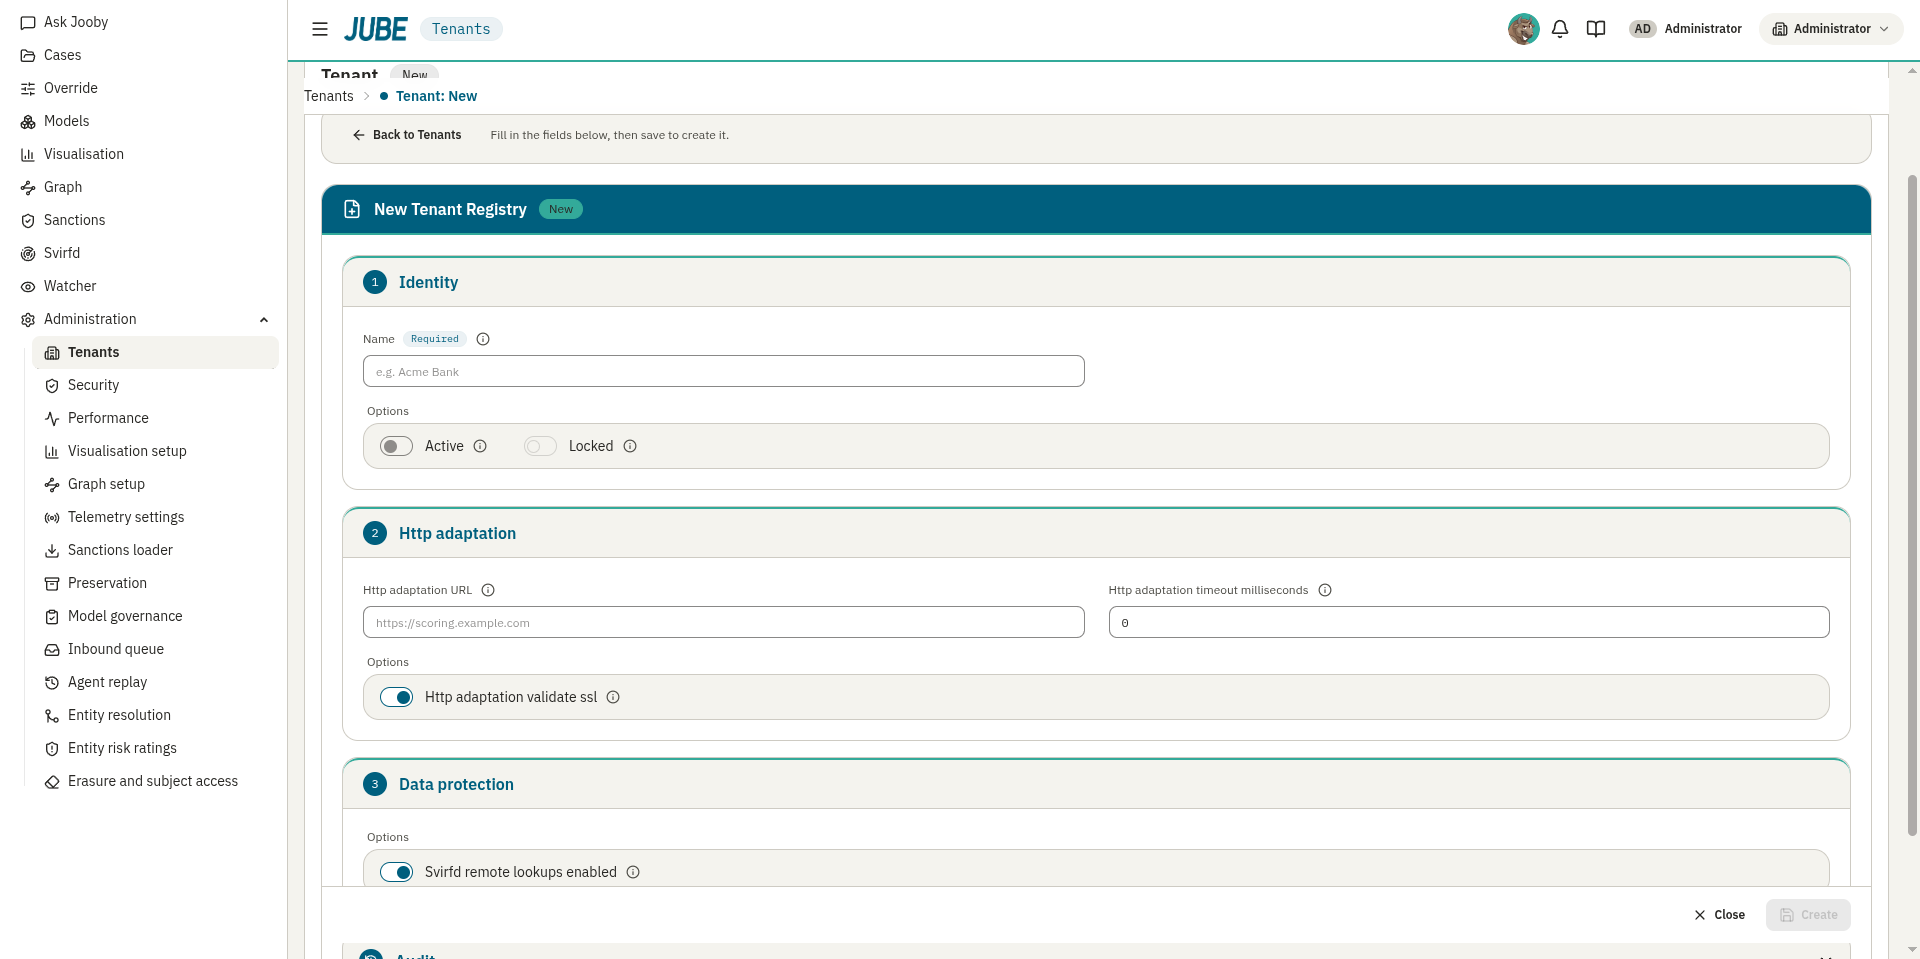 Ask Jooby
Cases
Override
Models
Visualisation
Graph
Sanctions
Svirfd
Watcher
Administration
Tenants
Security
Performance
Visualisation setup
Graph setup
Telemetry settings
Sanctions loader
Preservation
Model governance
Inbound queue
Agent replay
Entity resolution
Entity risk ratings
Erasure and subject access
JUBE Tenants
AD Administrator Administrator
Tenant New
Tenants Tenant: New
Back to Tenants Fill in the fields below, then save to create it.
New Tenant Registry New
1 Identity
Name Required
e.g. Acme Bank
Options
Active Locked
2 Http adaptation
Http adaptation URL Http adaptation timeout milliseconds
https://scoring.example.com 0
Options
Http adaptation validate ssl
3 Data protection
Options
Svirfd remote lookups enabled
Close Create
Audit